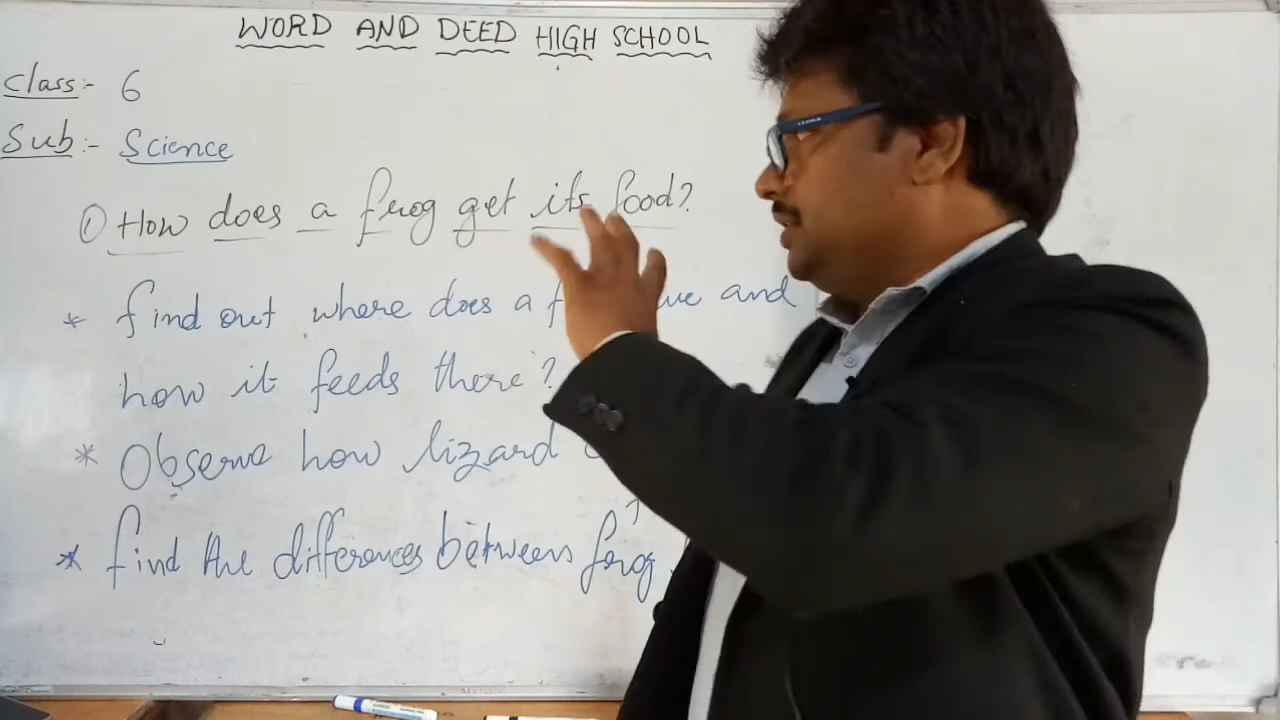 WORD AND DEED HIGH SCHOOL
Class:- 6
Sub:- Science
① How does a frog get its food?
* find out where does a and
how it feeds there?
* Observe how lizard
* find the differences between frog